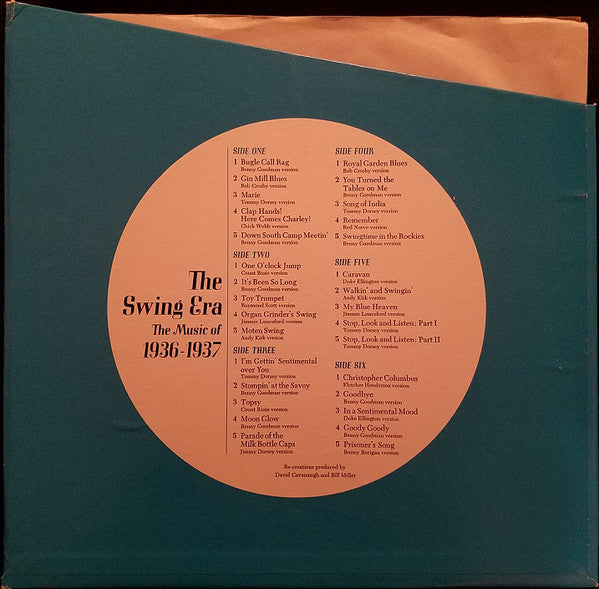 The
Swing Era
The Music of
1936-1937
SIDE ONE
1 Bugle Call Rag
Benny Goodman version
2 Gin Mill Blues
Bob Crosby version
3 Marie
Tommy Dorsey version
4 Clap Hands!
Here Comes Charley!
Chick Webb version
5 Down South Camp Meetin'
Benny Goodman version
SIDE TWO
1 One O'clock Jump
Count Basie version
2 It's Been So Long
Benny Goodman version
3 Toy Trumpet
Raymond Scott version
4 Organ Grinder's Swing
Jimmie Lunceford version
5 Moten Swing
Andy Kirk version
SIDE THREE
1 I'm Gettin' Sentimental
over You
Tommy Dorsey version
2 Stompin' at the Savoy
Benny Goodman version
3 Topsy
Count Basie version
4 Moon Glow
Benny Goodman version
5 Parade of the
Milk Bottle Caps
Jimmy Dorsey version
SIDE FOUR
1 Royal Garden Blues
Bob Crosby version
2 You Turned the
Tables on Me
Benny Goodman version
3 Song of India
Tommy Dorsey version
4 Remember
Red Norvo version
5 Swingtime in the Rockies
Benny Goodman version
SIDE FIVE
1 Caravan
Duke Ellington version
2 Walkin' and Swingin'
Andy Kirk version
3 My Blue Heaven
Jimmie Lunceford version
4 Stop, Look and Listen: Part I
Tommy Dorsey version
5 Stop, Look and Listen: Part II
Tommy Dorsey version
SIDE SIX
1 Christopher Columbus
Fletcher Henderson version
2 Goodbye
Benny Goodman version
3 In a Sentimental Mood
Duke Ellington version
4 Goody Goody
Benny Goodman version
5 Prisoner's Song
Bunny Berigan version
Re-creations produced by
David Cavanaugh and Bill Miller